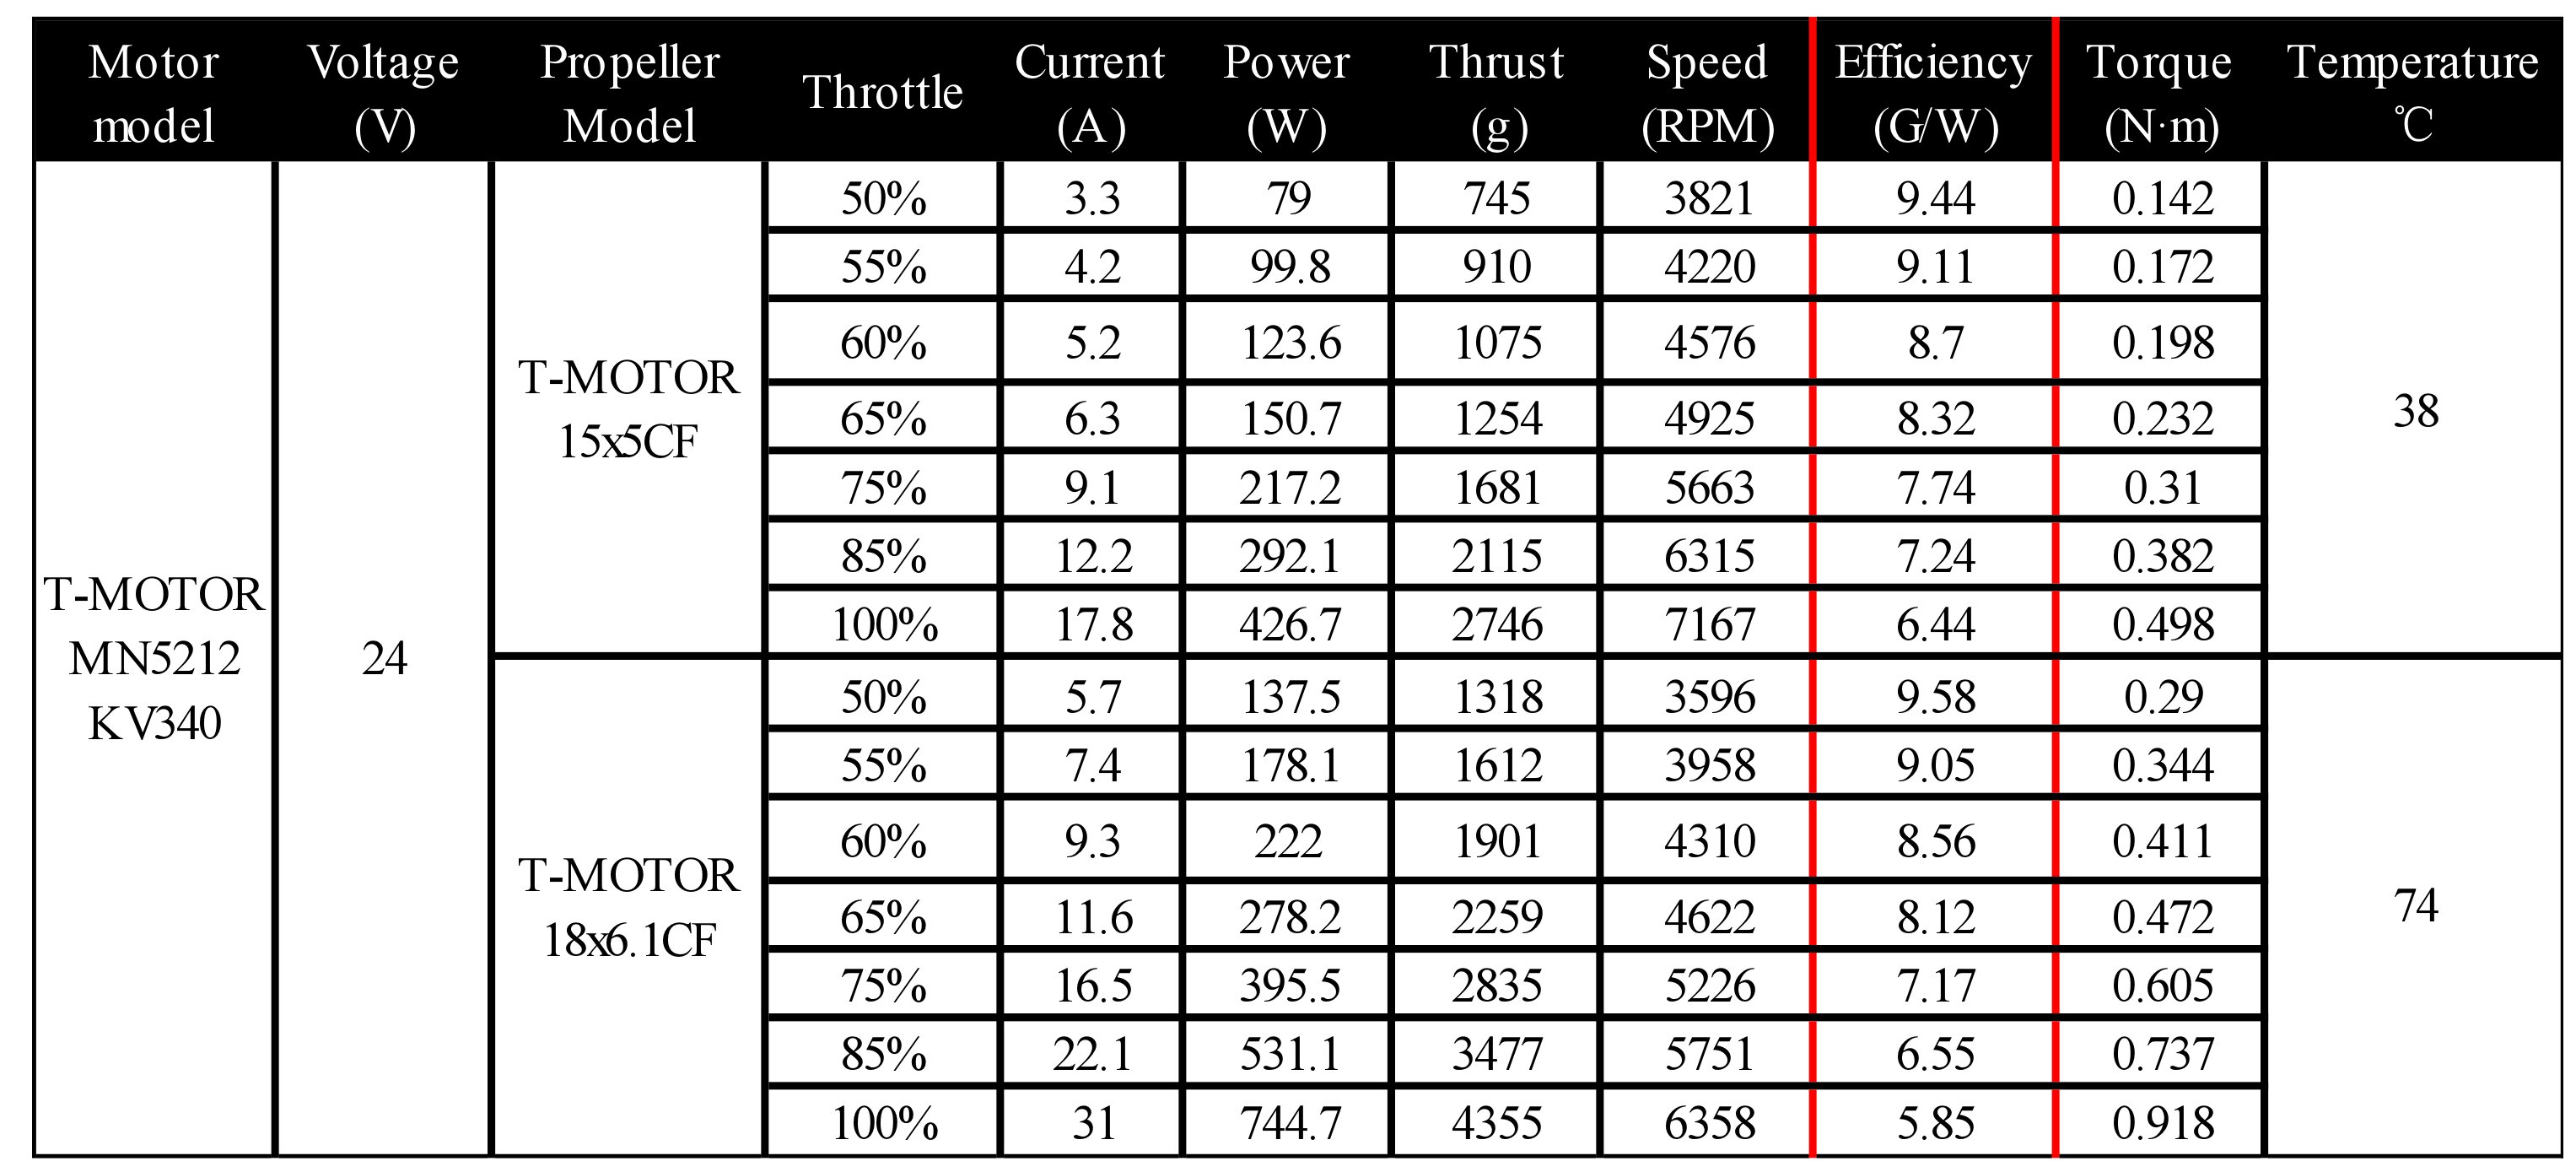 Motor model Voltage (V) Propeller Model Throttle Current (A) Power (W) Thrust (g) Speed (RPM) Efficiency (G/W) Torque (N·m) Temperature ℃
T-MOTOR MN5212 KV340
24
T-MOTOR 15x5CF
50% 3.3 79 745 3821 9.44 0.142
55% 4.2 99.8 910 4220 9.11 0.172
60% 5.2 123.6 1075 4576 8.7 0.198
65% 6.3 150.7 1254 4925 8.32 0.232
75% 9.1 217.2 1681 5663 7.74 0.31
85% 12.2 292.1 2115 6315 7.24 0.382
100% 17.8 426.7 2746 7167 6.44 0.498
38
T-MOTOR 18x6.1CF
50% 5.7 137.5 1318 3596 9.58 0.29
55% 7.4 178.1 1612 3958 9.05 0.344
60% 9.3 222 1901 4310 8.56 0.411
65% 11.6 278.2 2259 4622 8.12 0.472
75% 16.5 395.5 2835 5226 7.17 0.605
85% 22.1 531.1 3477 5751 6.55 0.737
100% 31 744.7 4355 6358 5.85 0.918
74